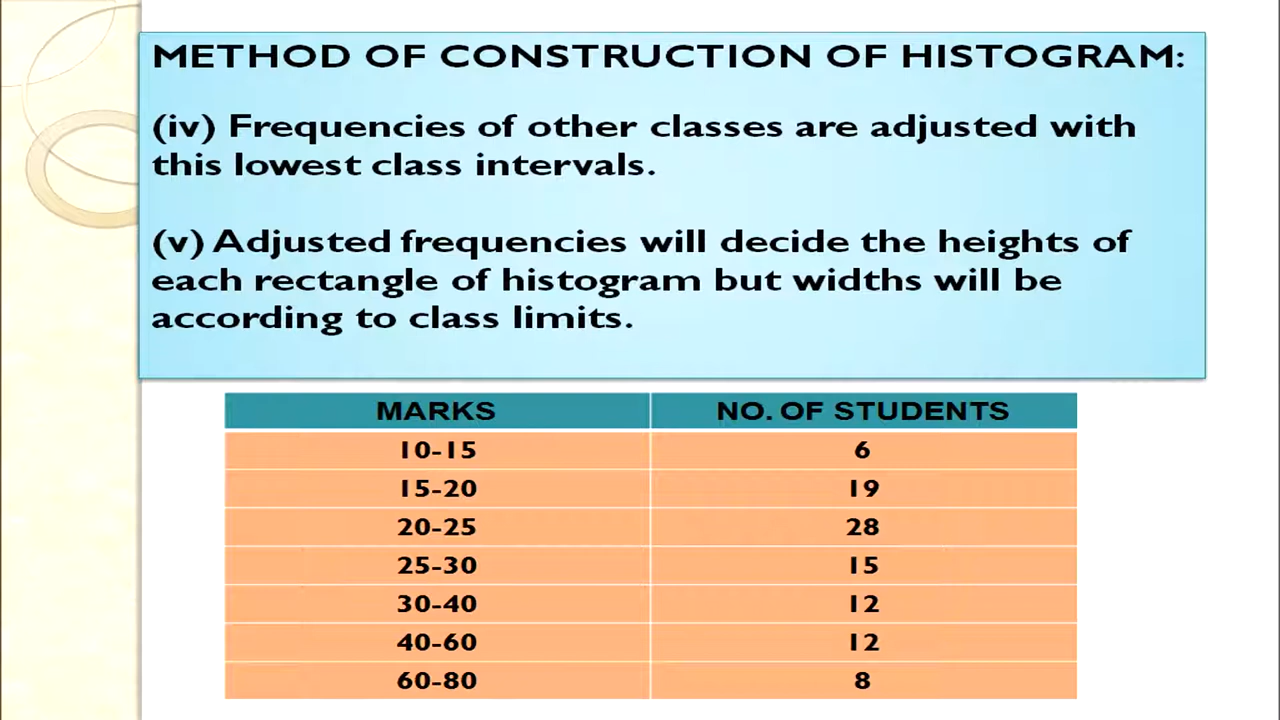 METHOD OF CONSTRUCTION OF HISTOGRAM:
(iv) Frequencies of other classes are adjusted with
this lowest class intervals.
(v) Adjusted frequencies will decide the heights of
each rectangle of histogram but widths will be
according to class limits.
MARKS NO. OF STUDENTS
10-15 6
15-20 19
20-25 28
25-30 15
30-40 12
40-60 12
60-80 8